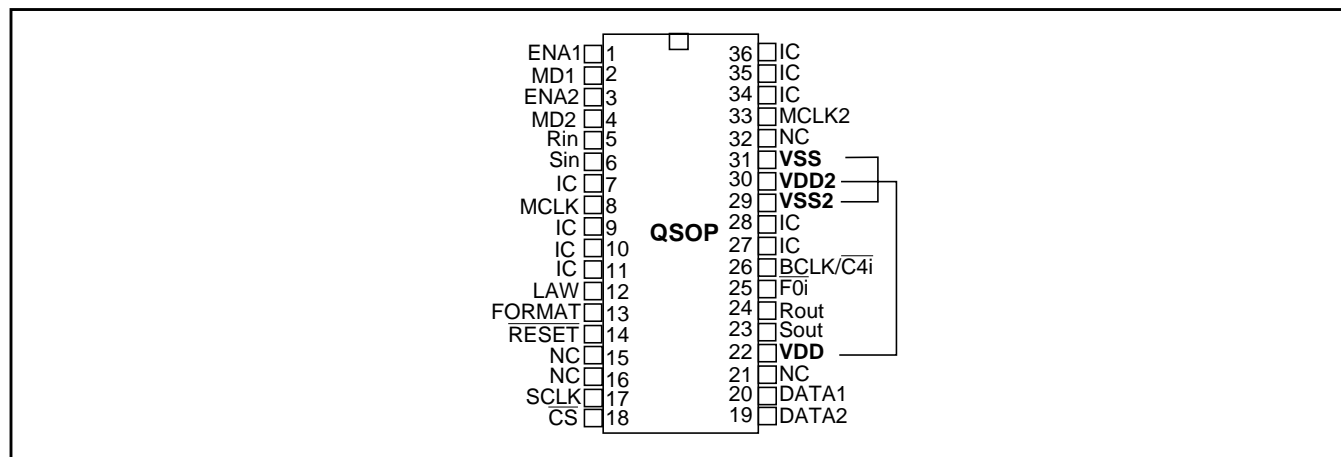 ENA1 1
MD1 2
ENA2 3
MD2 4
Rin 5
Sin 6
IC 7
MCLK 8
IC 9
IC 10
IC 11
LAW 12
FORMAT 13
RESET 14
NC 15
NC 16
SCLK 17
CS 18
QSOP
36 IC
35 IC
34 IC
33 MCLK2
32 NC
31 VSS
30 VDD2
29 VSS2
28 IC
27 IC
26 BCLK/C4i
25 F0i
24 Rout
23 Sout
22 VDD
21 NC
20 DATA1
19 DATA2